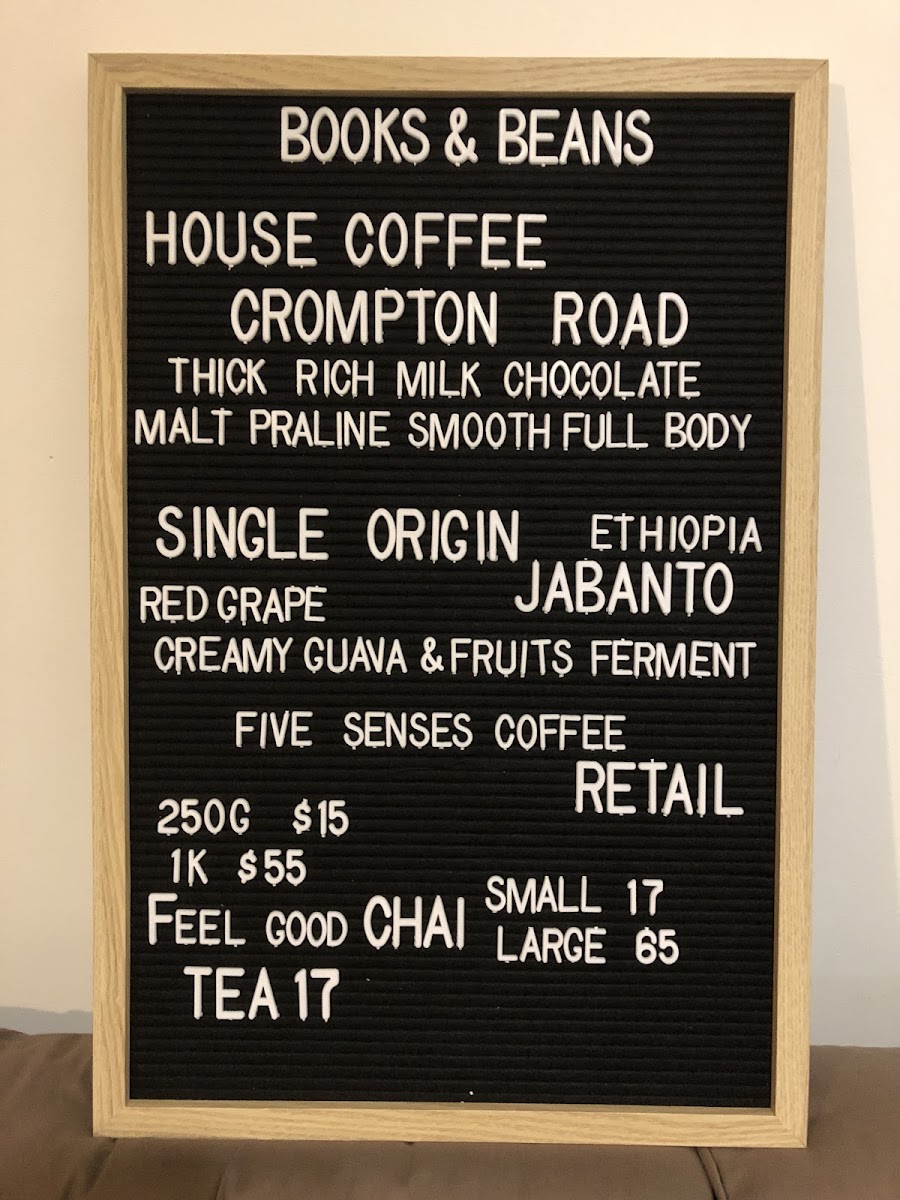 BOOKS & BEANS
HOUSE COFFEE
CROMPTON ROAD
THICK RICH MILK CHOCOLATE
MALT PRALINE SMOOTH FULL BODY
SINGLE ORIGIN ETHIOPIA
JABANTO
RED GRAPE
CREAMY GUAVA & FRUITS FERMENT
FIVE SENSES COFFEE
RETAIL
250G $15
1K $55
FEEL GOOD CHAI SMALL 17
LARGE 65
TEA 17